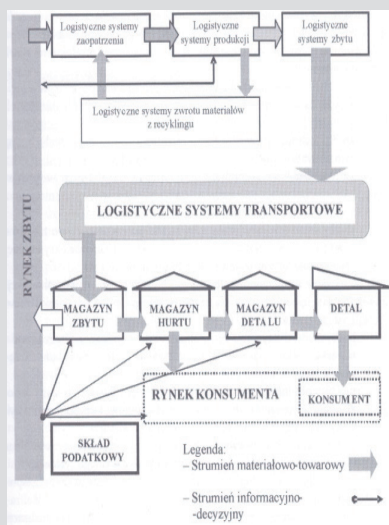 Logistyczne systemy
zaopatrzenia
Logistyczne
systemy produkcji
Logistyczne
systemy zbytu
Logistyczne systemy zwrotu materiałów
z recyklingu
RYNEK ZBYTU
LOGISTYCZNE SYSTEMY TRANSPORTOWE
MAGAZYN
ZBYTU
MAGAZYN
HURTU
MAGAZYN
DETALU
DETAL
RYNEK KONSUMENTA
KONSUMENT
SKŁAD
PODATKOWY
Legenda:
– Strumień materiałowo-towarowy
– Strumień informacyjno-
-decyzyjny